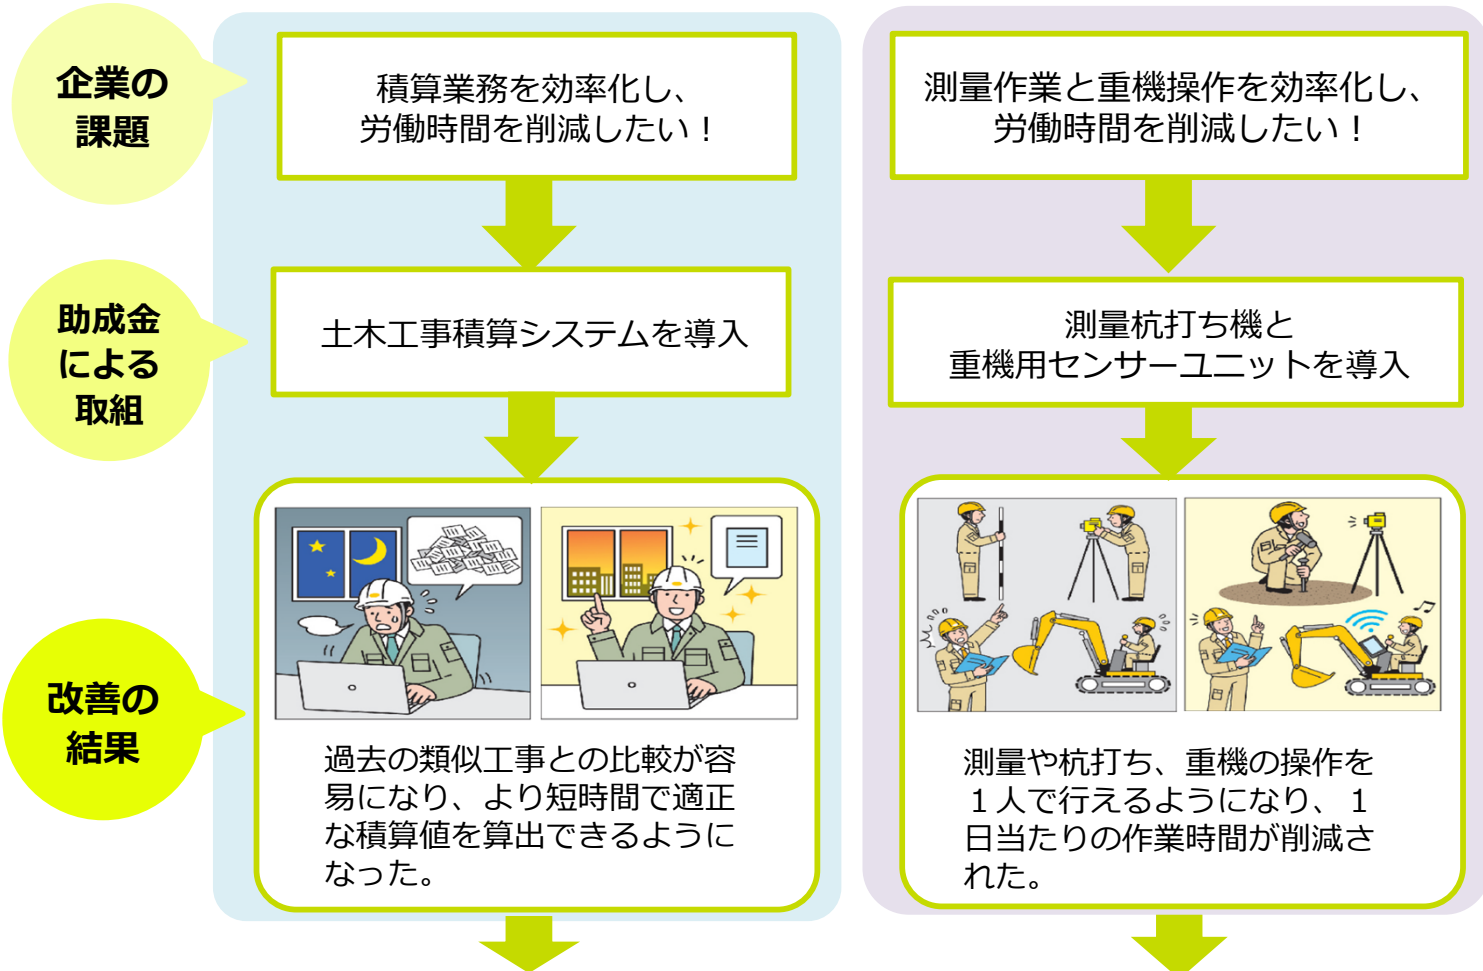 企業の
課題
積算業務を効率化し、
労働時間を削減したい！
測量作業と重機操作を効率化し、
労働時間を削減したい！
助成金
による
取組
土木工事積算システムを導入
測量杭打ち機と
重機用センサーユニットを導入
改善の
結果
過去の類似工事との比較が容
易になり、より短時間で適正
な積算値を算出できるように
なった。
測量や杭打ち、重機の操作を
１人で行えるようになり、１
日当たりの作業時間が削減さ
れた。